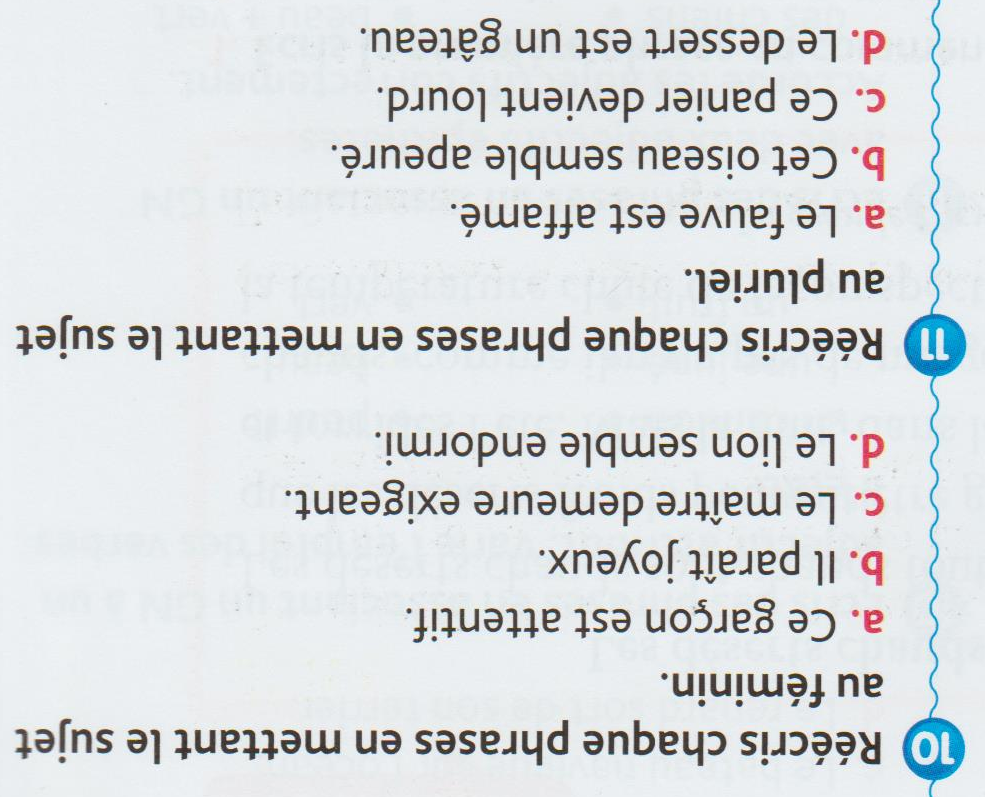 10 Réécris chaque phrases en mettant le sujet
au féminin.
a. Ce garçon est attentif.
b. Il paraît joyeux.
c. Le maître demeure exigeant.
d. Le lion semble endormi.
11 Réécris chaque phrases en mettant le sujet
au pluriel.
a. Le fauve est affamé.
b. Cet oiseau semble apeuré.
c. Ce panier devient lourd.
d. Le dessert est un gâteau.